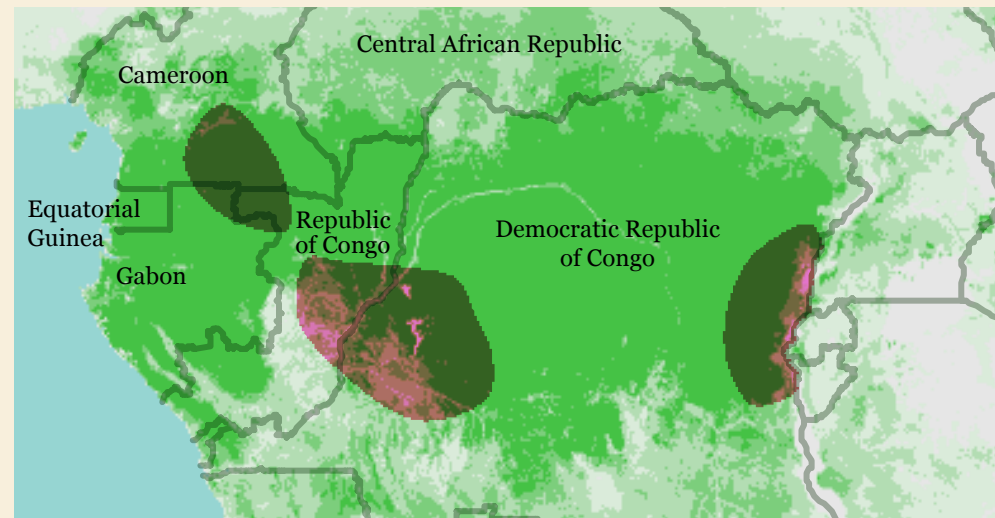 Central African Republic
Cameroon
Equatorial
Guinea
Republic
of Congo
Democratic Republic
of Congo
Gabon